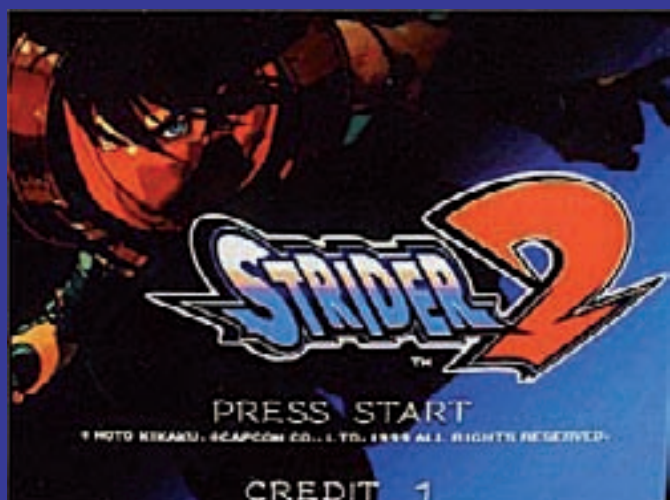 STRIDER 2
TM
PRESS START
© MOTO KIKAKU. ©CAPCOM CO., LTD. 1999 ALL RIGHTS RESERVED.
CREDIT 1